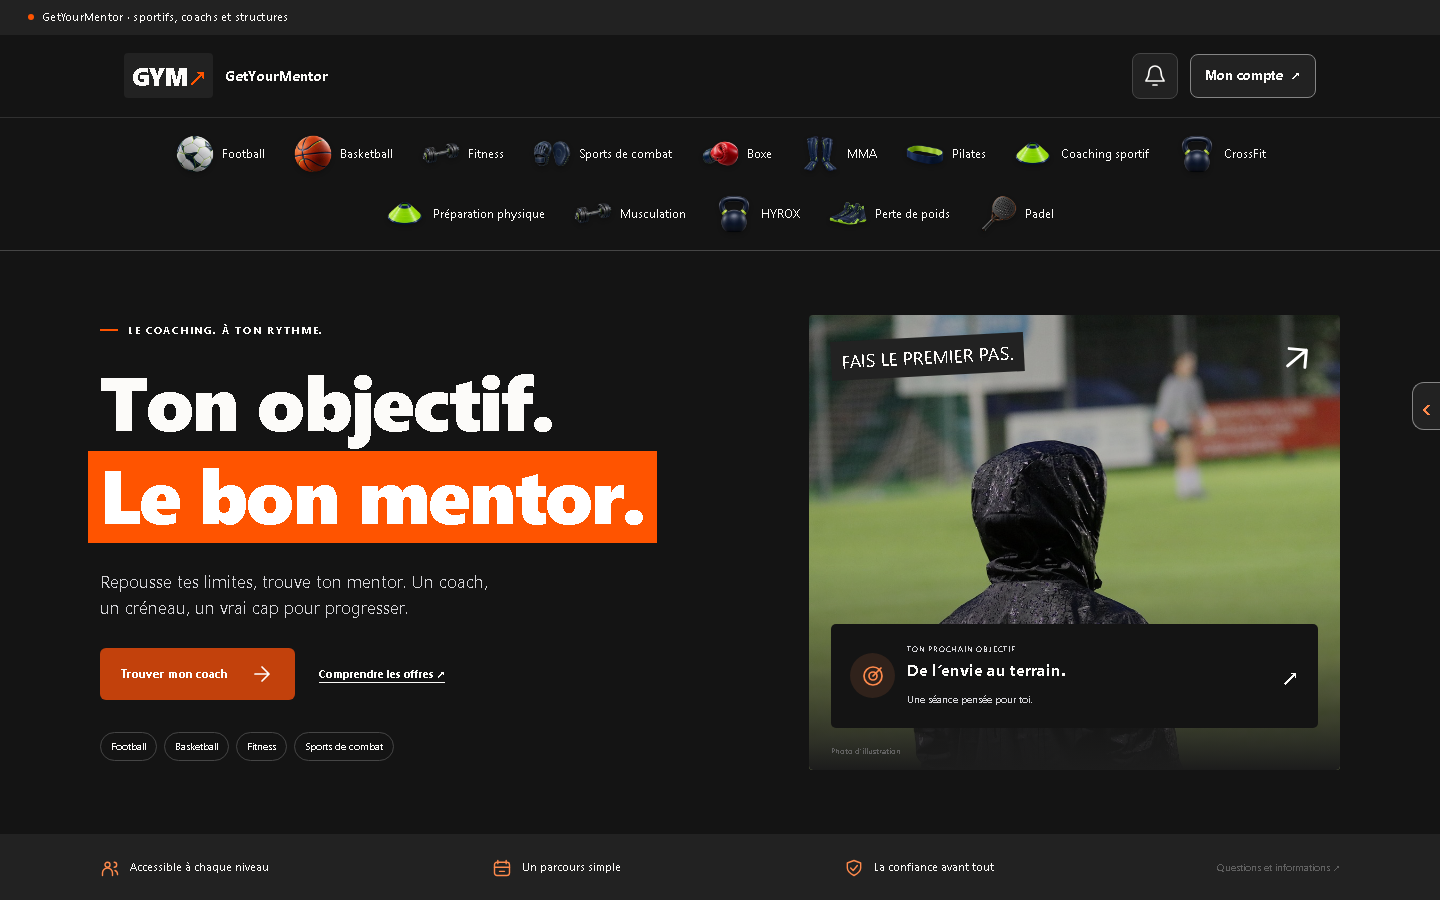 GetYourMentor · sportifs, coachs et structures
GYM↗ GetYourMentor
Mon compte ↗
Football Basketball Fitness Sports de combat Boxe MMA Pilates Coaching sportif CrossFit
Préparation physique Musculation HYROX Perte de poids Padel
LE COACHING. À TON RYTHME.
Ton objectif.
Le bon mentor.
Repousse tes limites, trouve ton mentor. Un coach,
un créneau, un vrai cap pour progresser.
Trouver mon coach → Comprendre les offres ↗
Football Basketball Fitness Sports de combat
FAIS LE PREMIER PAS.
TON PROCHAIN OBJECTIF
De l'envie au terrain.
Une séance pensée pour toi.
Photo d'illustration
Accessible à chaque niveau
Un parcours simple
La confiance avant tout
Questions et informations ↗